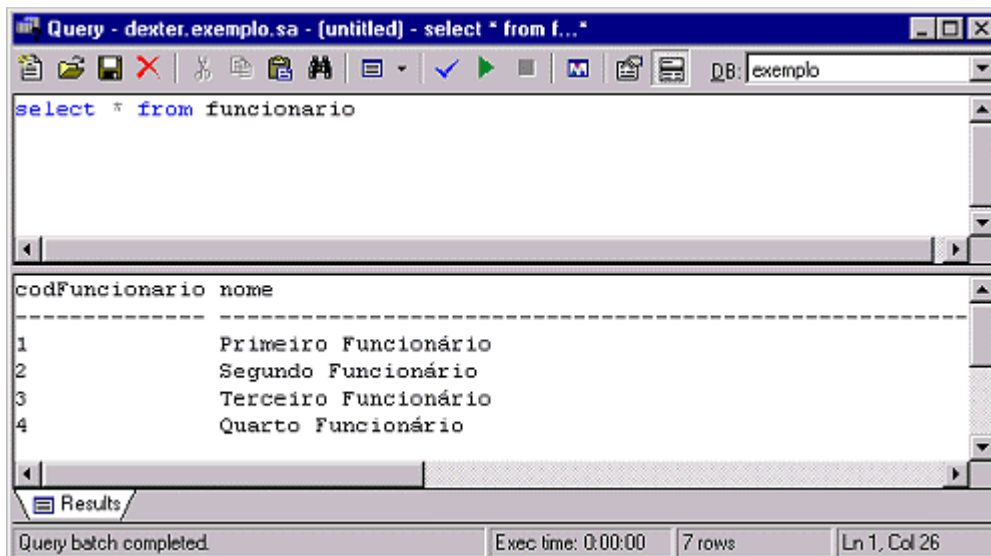 Query - dexter.exemplo.sa - (untitled) - select * from f...*
DB: exemplo
select * from funcionario
codFuncionario nome
-------------- -------------------------------------------------------
1 Primeiro Funcionário
2 Segundo Funcionário
3 Terceiro Funcionário
4 Quarto Funcionário
Results
Query batch completed. Exec time: 0:00:00 7 rows Ln 1, Col 26